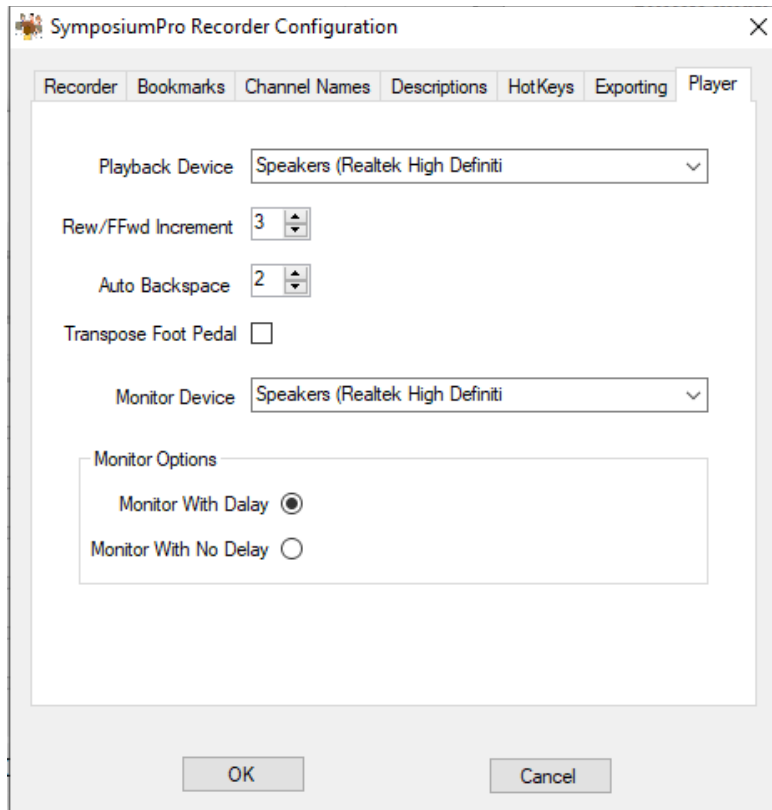 SymposiumPro Recorder Configuration
Recorder Bookmarks Channel Names Descriptions HotKeys Exporting Player
Playback Device Speakers (Realtek High Definiti
Rew/FFwd Increment 3
Auto Backspace 2
Transpose Foot Pedal
Monitor Device Speakers (Realtek High Definiti
Monitor Options
Monitor With Dalay
Monitor With No Delay
OK Cancel